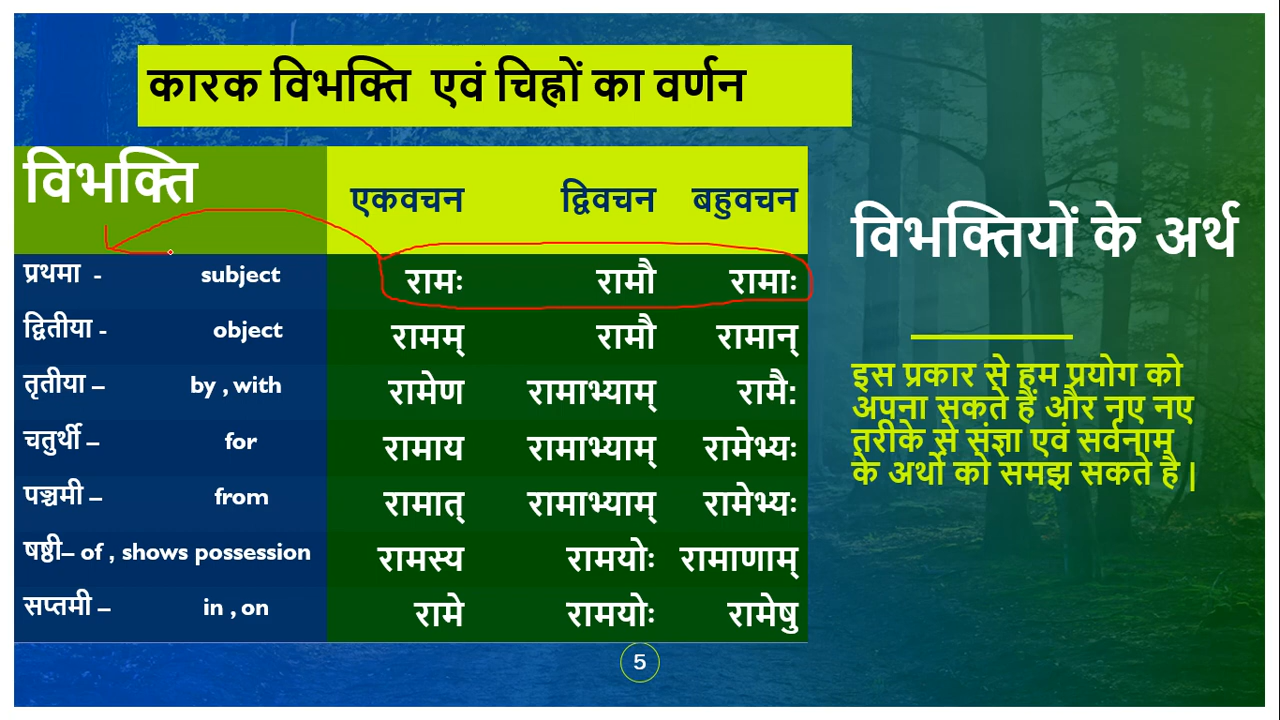 कारक विभक्ति एवं चिह्नों का वर्णन
विभक्ति एकवचन द्विवचन बहुवचन
प्रथमा - subject रामः रामौ रामाः
द्वितीया - object रामम् रामौ रामान्
तृतीया – by , with रामेण रामाभ्याम् रामै:
चतुर्थी – for रामाय रामाभ्याम् रामेभ्यः
पञ्चमी – from रामात् रामाभ्याम् रामेभ्यः
षष्ठी– of , shows possession रामस्य रामयोः रामाणाम्
सप्तमी – in , on रामे रामयोः रामेषु
विभक्तियों के अर्थ
इस प्रकार से हम प्रयोग को
अपना सकते हैं और नए नए
तरीके से संज्ञा एवं सर्वनाम
के अर्थो को समझ सकते है |
5